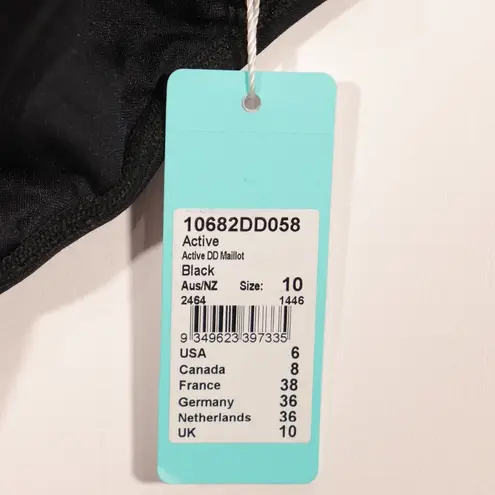 10682DD058
Active
Active DD Maillot
Black
Aus/NZ Size: 10
2464 1446
9 349623 397335
USA 6
Canada 8
France 38
Germany 36
Netherlands 36
UK 10